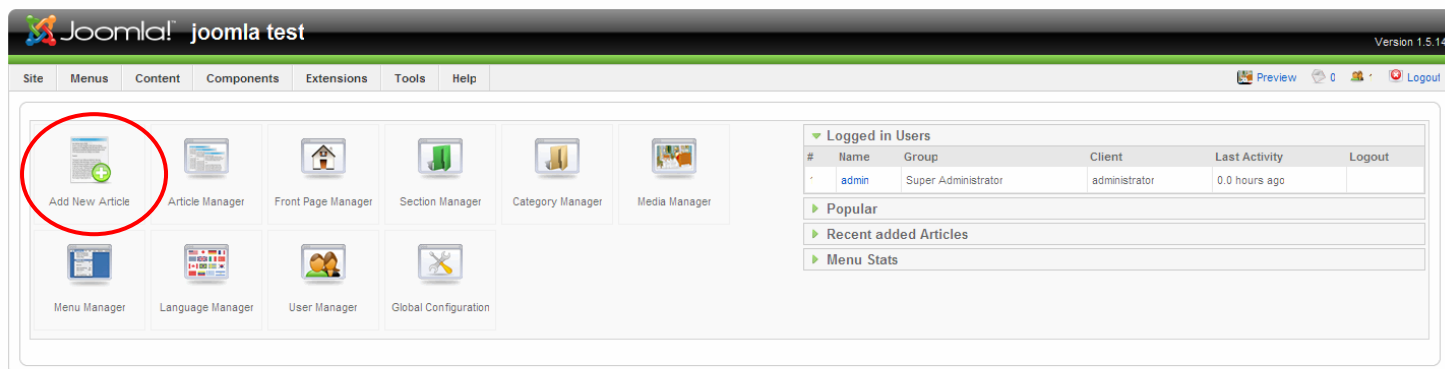 Joomla! joomla test
Version 1.5.14
Site Menus Content Components Extensions Tools Help
Preview 0 Logout
Add New Article Article Manager Front Page Manager Section Manager Category Manager Media Manager
Menu Manager Language Manager User Manager Global Configuration
Logged in Users
# Name Group Client Last Activity Logout
admin Super Administrator administrator 0.0 hours ago
Popular
Recent added Articles
Menu Stats